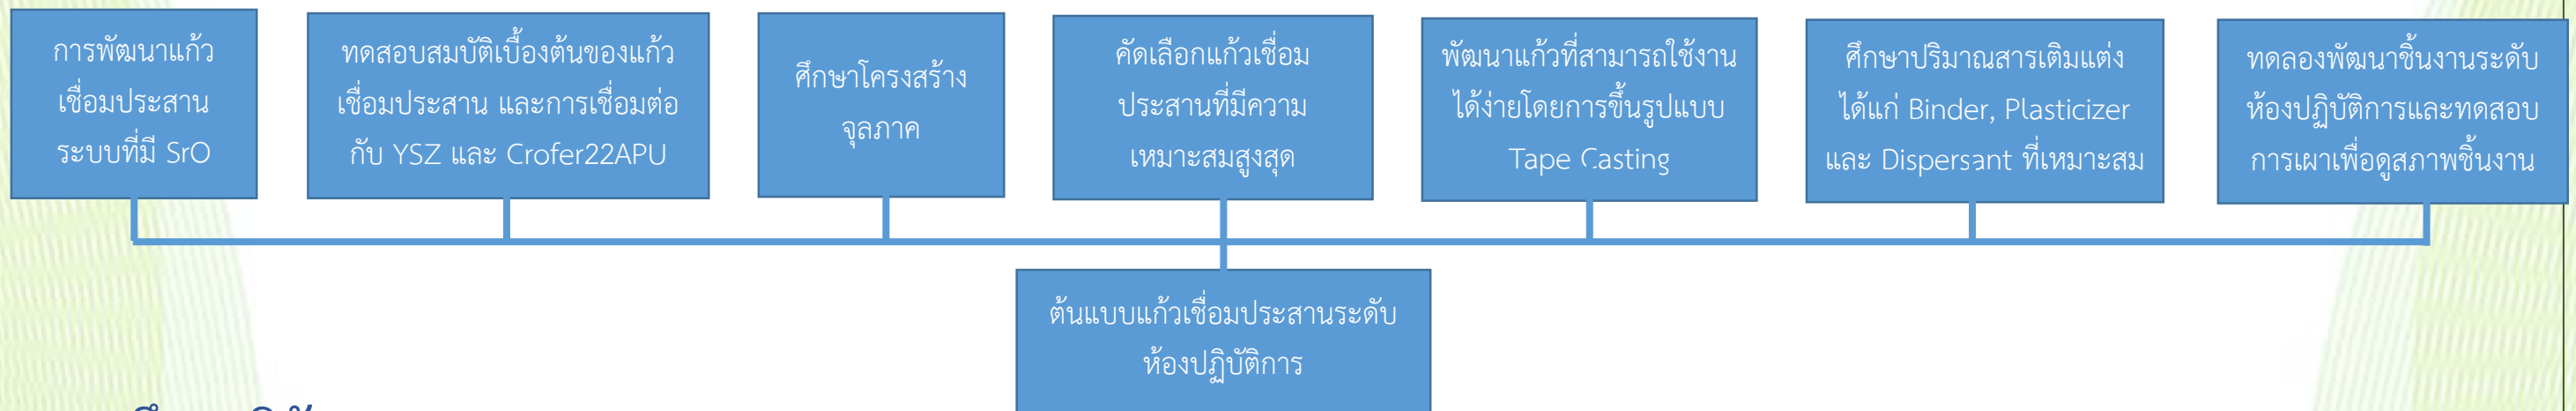 การพัฒนาแก้ว
เชื่อมประสาน
ระบบที่มี SrO
ทดสอบสมบัติเบื้องต้นของแก้ว
เชื่อมประสาน และการเชื่อมต่อ
กับ YSZ และ Crofer22APU
ศึกษาโครงสร้าง
จุลภาค
คัดเลือกแก้วเชื่อม
ประสานที่มีความ
เหมาะสมสูงสุด
พัฒนาแก้วที่สามารถใช้งาน
ได้ง่ายโดยการขึ้นรูปแบบ
Tape Casting
ศึกษาปริมาณสารเติมแต่ง
ได้แก่ Binder, Plasticizer
และ Dispersant ที่เหมาะสม
ทดลองพัฒนาชิ้นงานระดับ
ห้องปฏิบัติการและทดสอบ
การเผาเพื่อดูสภาพชิ้นงาน
ต้นแบบแก้วเชื่อมประสานระดับ
ห้องปฏิบัติการ